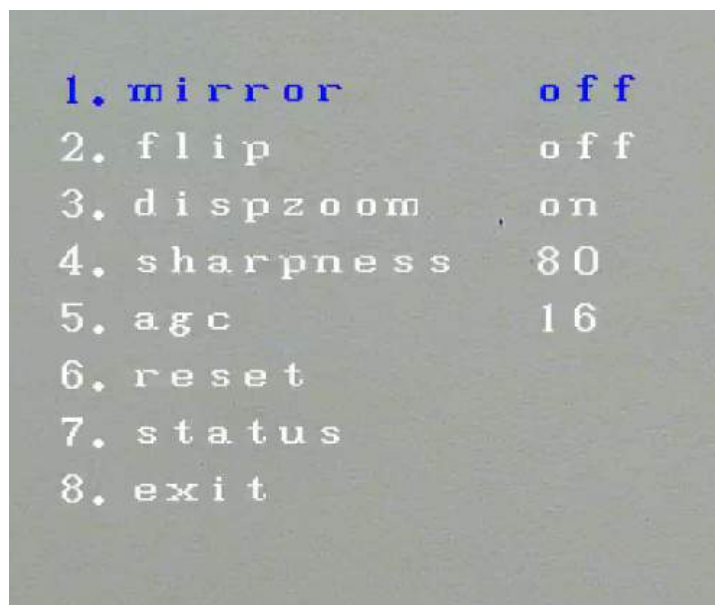 1. mirror off
2. flip off
3. dispzoom on
4. sharpness 80
5. agc 16
6. reset
7. status
8. exit